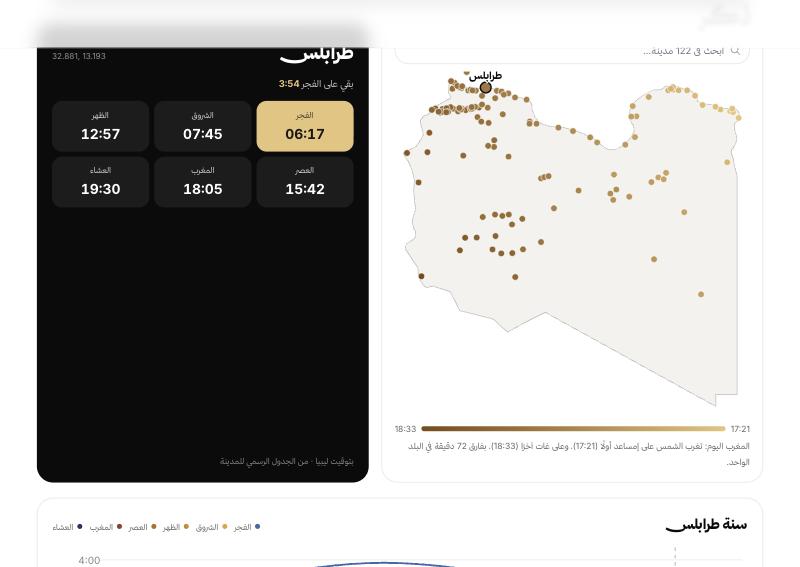 ابحث في 122 مدينة...
طرابلس
17:21
18:33
المغرب اليوم: تغرب الشمس على إمساعد أولًا (17:21)، وعلى غات آخرًا (18:33)، بفارق 72 دقيقة في البلد
الواحد.
طرابلس
32.881, 13.193
بقي على الفجر 3:54
الفجر
06:17
الشروق
07:45
الظهر
12:57
العصر
15:42
المغرب
18:05
العشاء
19:30
بتوقيت ليبيا · من الجدول الرسمي للمدينة
سنة طرابلس
الفجر
الشروق
الظهر
العصر
المغرب
العشاء
4:00